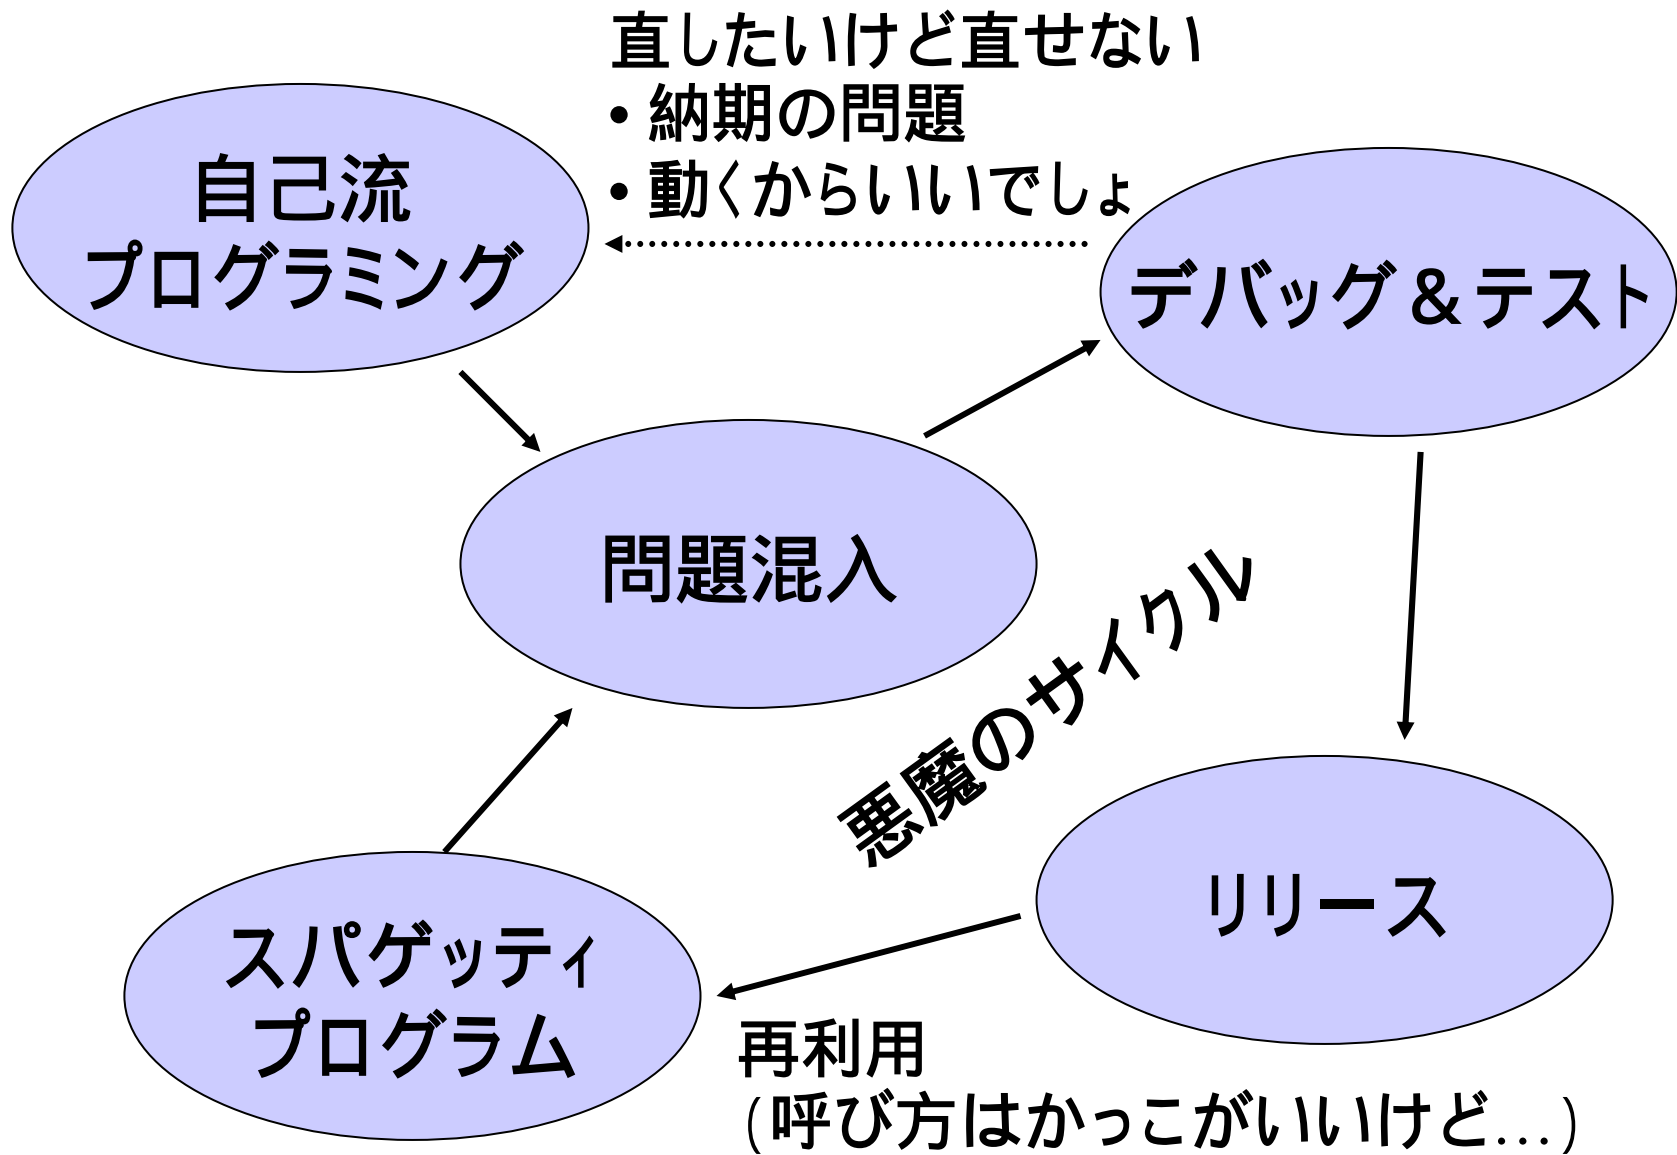 直したいけど直せない
・納期の問題
・動くからいいでしょ
自己流
プログラミング
デバッグ＆テスト
問題混入
悪魔のサイクル
リリース
スパゲッティ
プログラム
再利用
(呼び方はかっこがいいけど…)